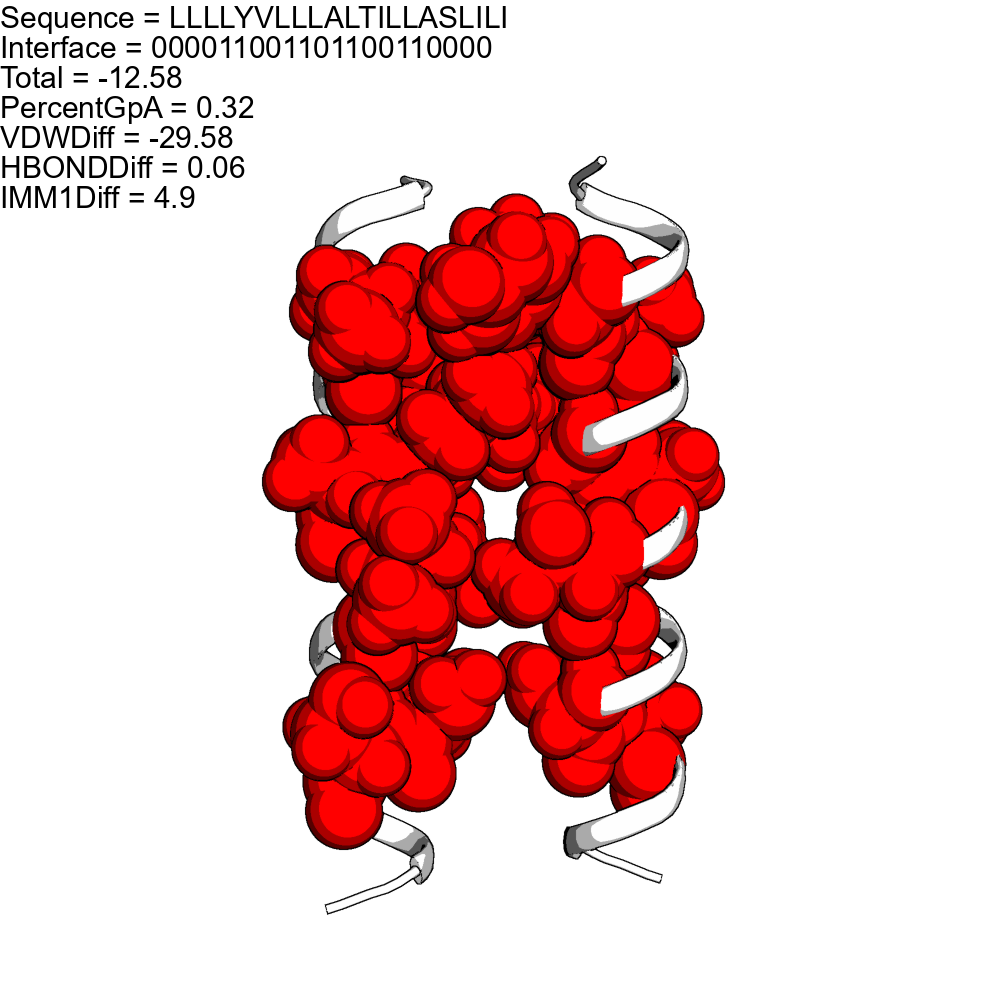 Sequence = LLLLYVLLLALTILLASLILI
Interface = 000011001101100110000
Total = -12.58
PercentGpA = 0.32
VDWDiff = -29.58
HBONDDiff = 0.06
IMM1Diff = 4.9